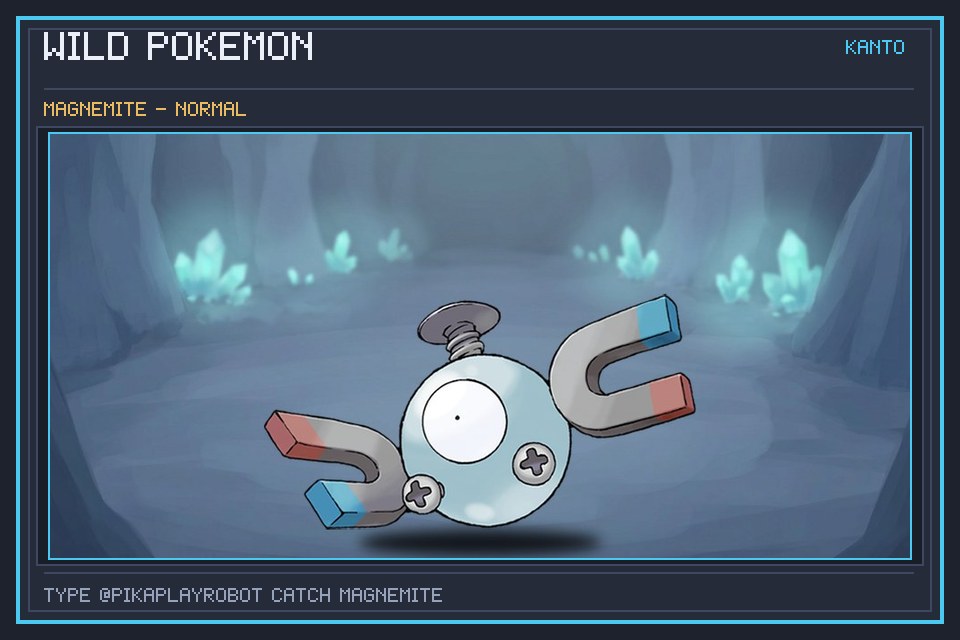 WILD POKEMON
KANTO
MAGNEMITE - NORMAL
TYPE @PIKAPLAYROBOT CATCH MAGNEMITE